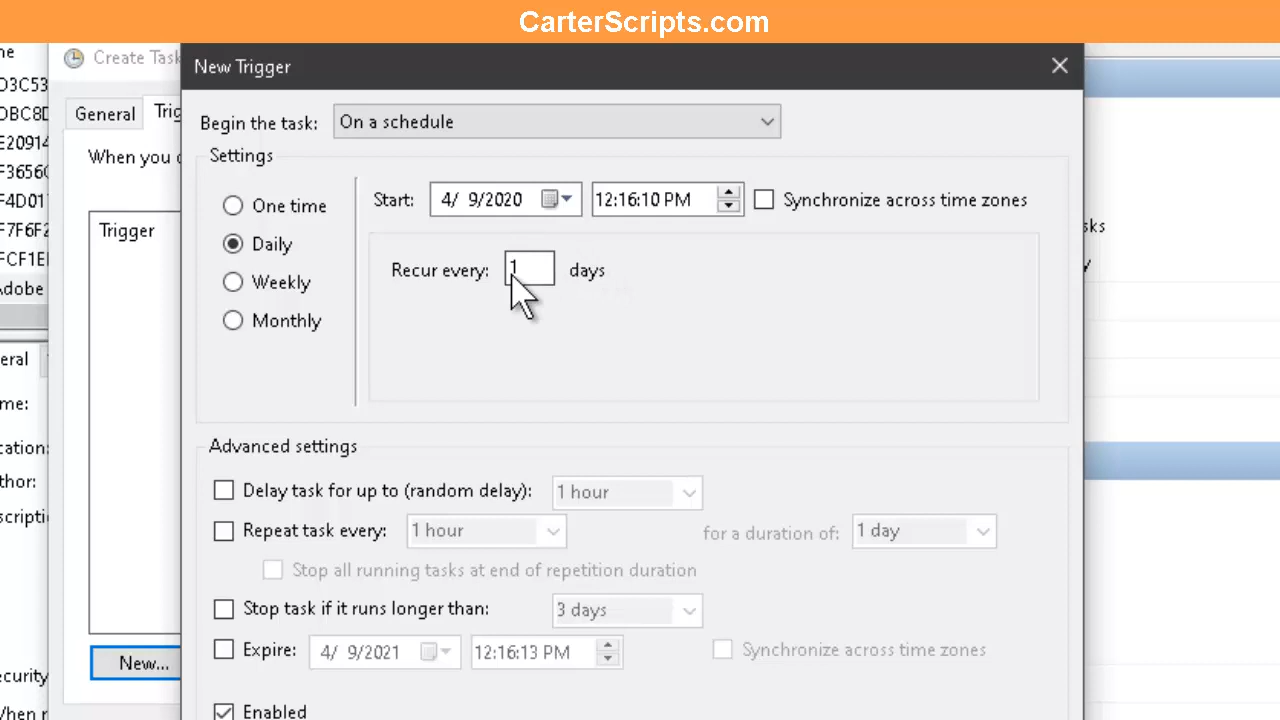 CarterScripts.com
Create Task
New Trigger
General
Begin the task: On a schedule
When you
Settings
One time
Start: 4/ 9/2020 12:16:10 PM Synchronize across time zones
Trigger
Daily
Recur every: 1 days
Weekly
Monthly
Adobe
Advanced settings
Delay task for up to (random delay): 1 hour
Repeat task every: 1 hour for a duration of: 1 day
Stop all running tasks at end of repetition duration
Stop task if it runs longer than: 3 days
Expire: 4/ 9/2021 12:16:13 PM Synchronize across time zones
New...
Enabled